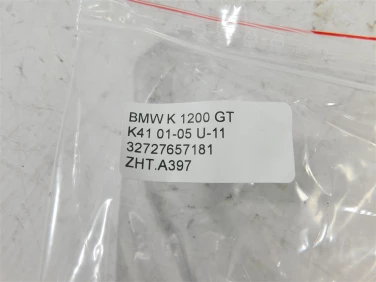 BMW K 1200 GT
K41 01-05 U-11
32727657181
ZHT.A397